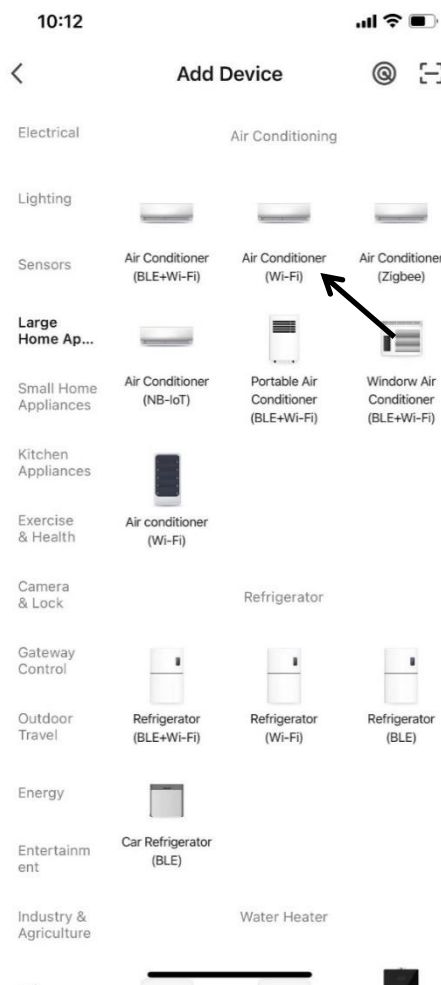 10:12
Add Device
Electrical
Lighting
Sensors
Large
Home Ap...
Small Home
Appliances
Kitchen
Appliances
Exercise
& Health
Camera
& Lock
Gateway
Control
Outdoor
Travel
Energy
Entertainm
ent
Industry &
Agriculture
Air Conditioning
Air Conditioner
(BLE+Wi-Fi)
Air Conditioner
(Wi-Fi)
Air Conditioner
(Zigbee)
Air Conditioner
(NB-IoT)
Portable Air
Conditioner
(BLE+Wi-Fi)
Windorw Air
Conditioner
(BLE+Wi-Fi)
Air conditioner
(Wi-Fi)
Refrigerator
Refrigerator
(BLE+Wi-Fi)
Refrigerator
(Wi-Fi)
Refrigerator
(BLE)
Car Refrigerator
(BLE)
Water Heater